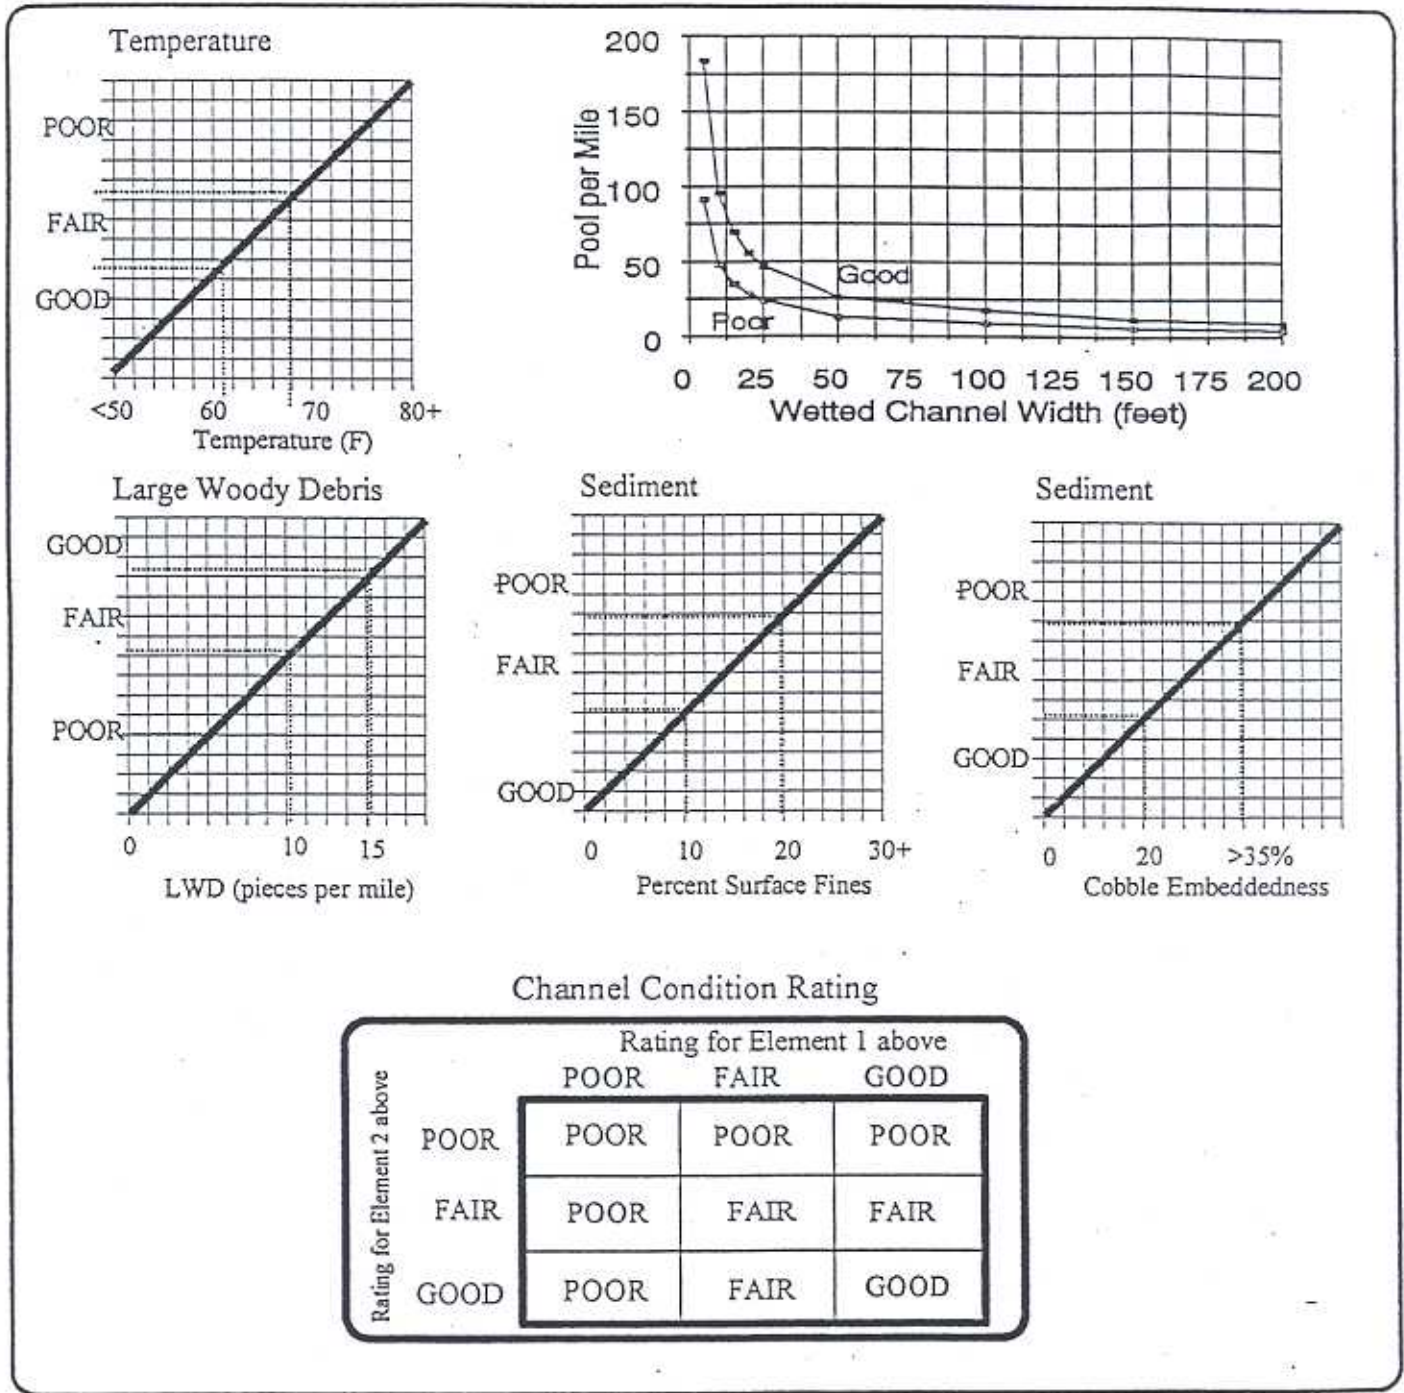 Temperature
POOR
FAIR
GOOD
<50 60 70 80+
Temperature (F)
200
150
100
50
0
Pool per Mile
Good
Poor
0 25 50 75 100 125 150 175 200
Wetted Channel Width (feet)
Large Woody Debris
GOOD
FAIR
POOR
0 10 15
LWD (pieces per mile)
Sediment
POOR
FAIR
GOOD
0 10 20 30+
Percent Surface Fines
Sediment
POOR
FAIR
GOOD
0 20 >35%
Cobble Embeddedness
Channel Condition Rating
Rating for Element 1 above
POOR FAIR GOOD
Rating for Element 2 above
POOR POOR POOR POOR
FAIR POOR FAIR FAIR
GOOD POOR FAIR GOOD